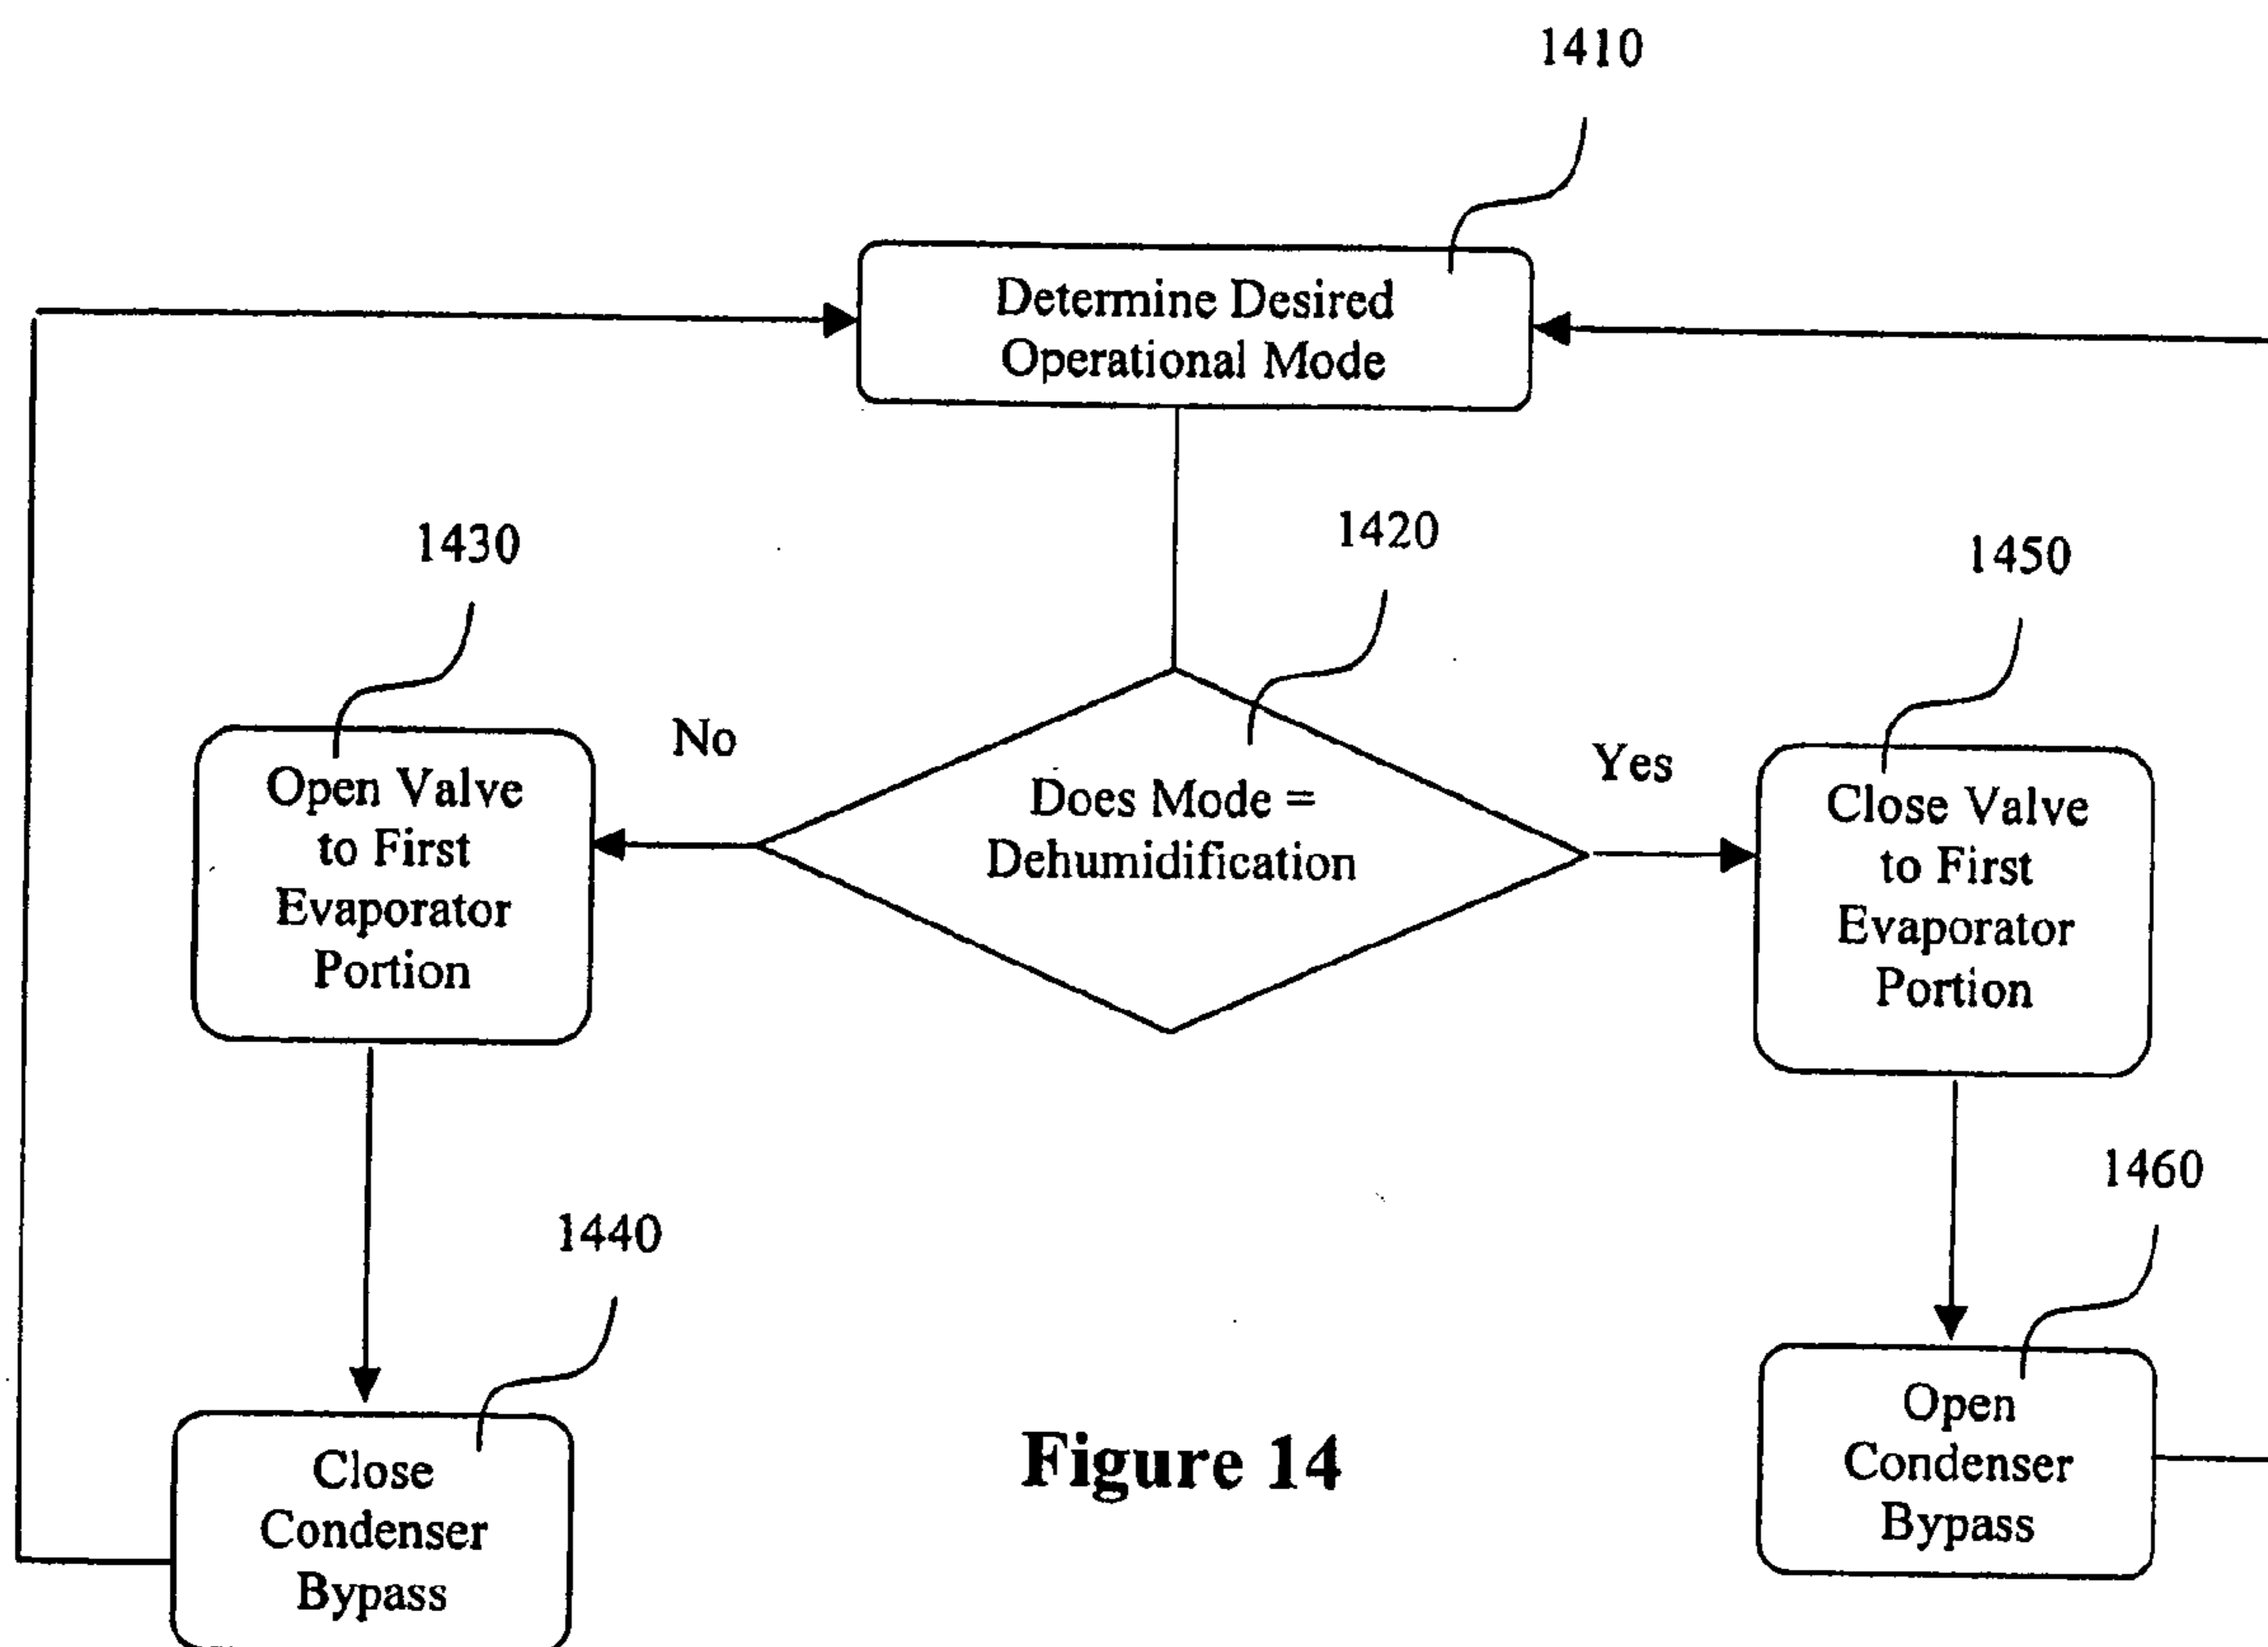 1410
Determine Desired
Operational Mode
1430
1420
1450
No
Yes
Open Valve
to First
Evaporator
Portion
Does Mode =
Dehumidification
Close Valve
to First
Evaporator
Portion
1440
1460
Close
Condenser
Bypass
Figure 14
Open
Condenser
Bypass